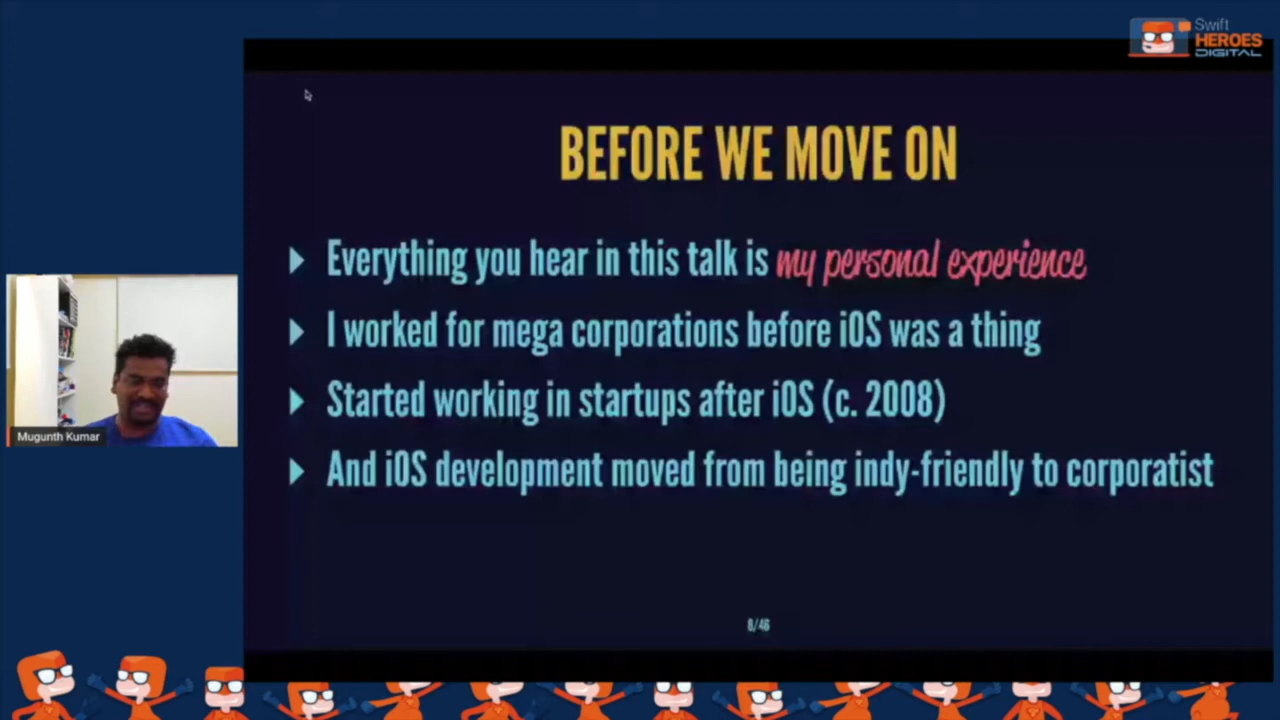 Swift
HEROES
DIGITAL
BEFORE WE MOVE ON
Everything you hear in this talk is my personal experience
I worked for mega corporations before iOS was a thing
Started working in startups after iOS (c. 2008)
And iOS development moved from being indy-friendly to corporatist
Mugunth Kumar
8/46